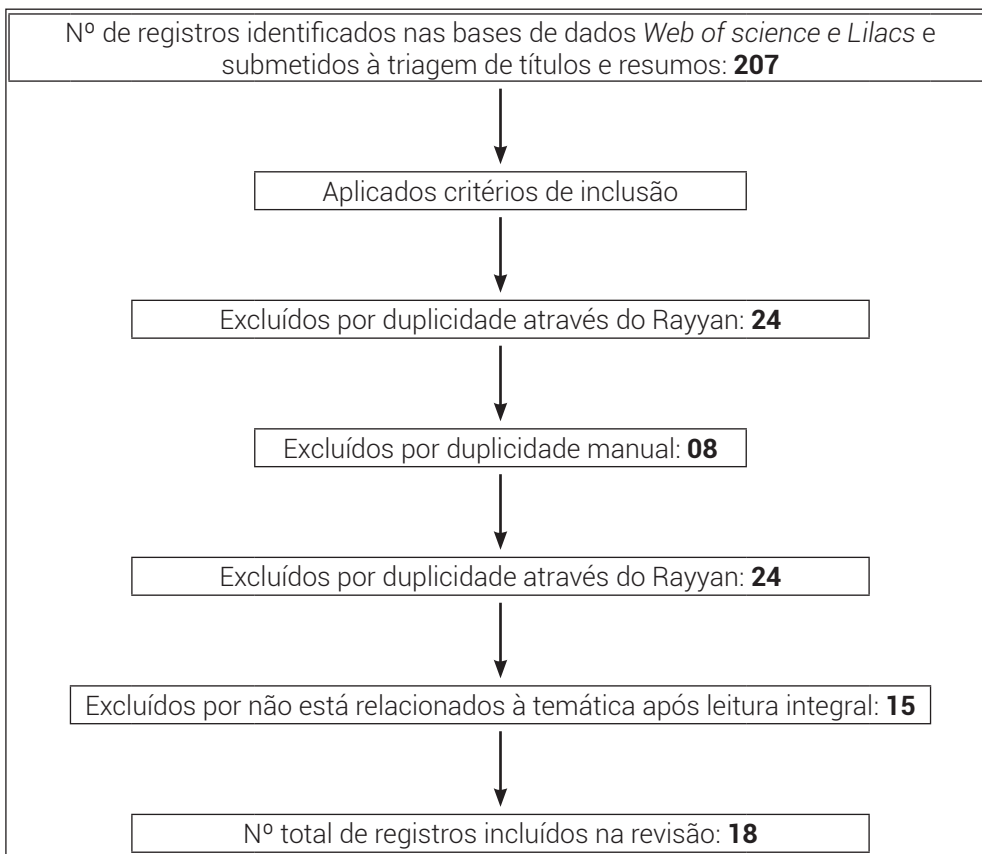 Nº de registros identificados nas bases de dados Web of science e Lilacs e
submetidos à triagem de títulos e resumos: 207
Aplicados critérios de inclusão
Excluídos por duplicidade através do Rayyan: 24
Excluídos por duplicidade manual: 08
Excluídos por duplicidade através do Rayyan: 24
Excluídos por não está relacionados à temática após leitura integral: 15
Nº total de registros incluídos na revisão: 18